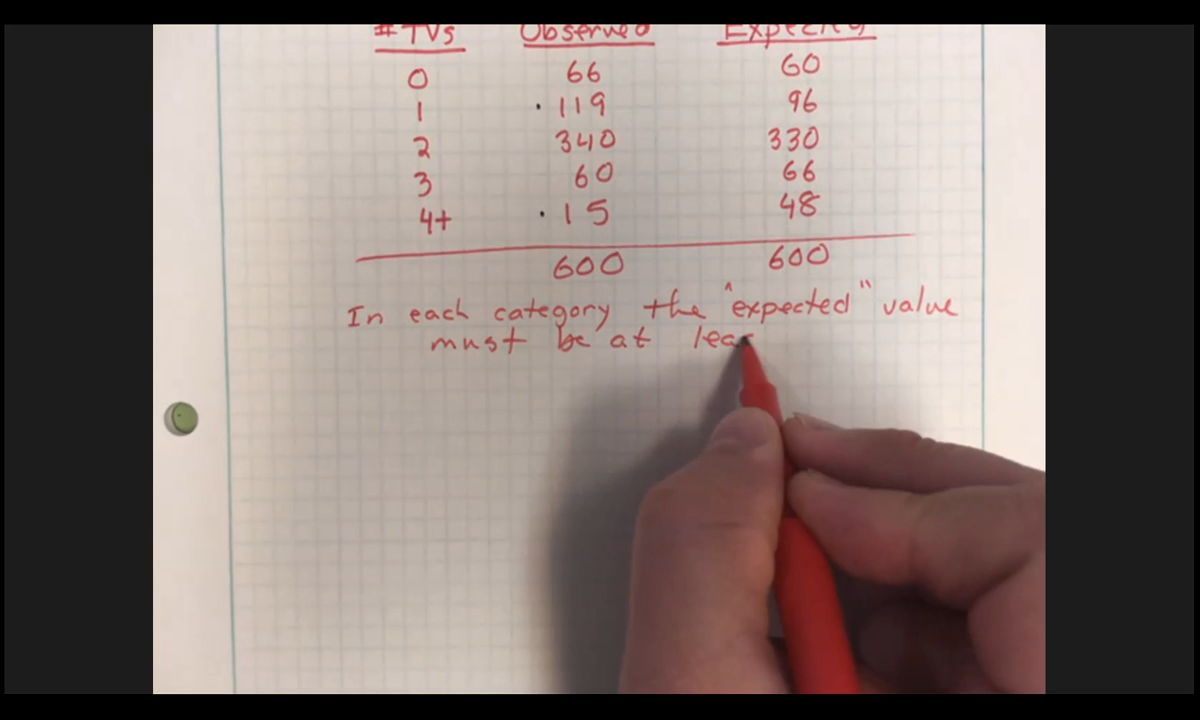 # TVs Observed Expected
0 66 60
1 · 119 96
2 340 330
3 60 66
4+ · 15 48
600 600
In each category the "expected" value
must be at leas